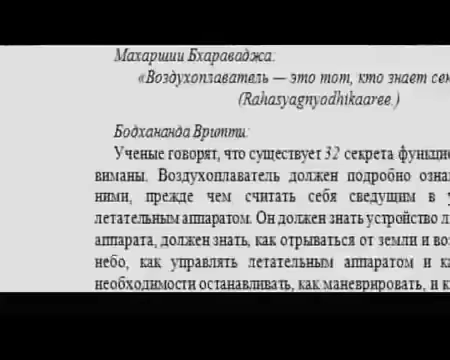 Махаршии Бхараваджа:
«Воздухоплаватель — это тот, кто знает сек
(Rahasyagnyodhikaaree.)
Бодхананда Вришти:
Ученые говорят, что существует 32 секрета функцио
виманы. Воздухоплаватель должен подробно озна
ними, прежде чем считать себя сведущим в у
летательным аппаратом. Он должен знать устройство л
аппарата, должен знать, как отрываться от земли и во
небо, как управлять летательным аппаратом и ка
необходимости останавливать, как маневрировать, и к